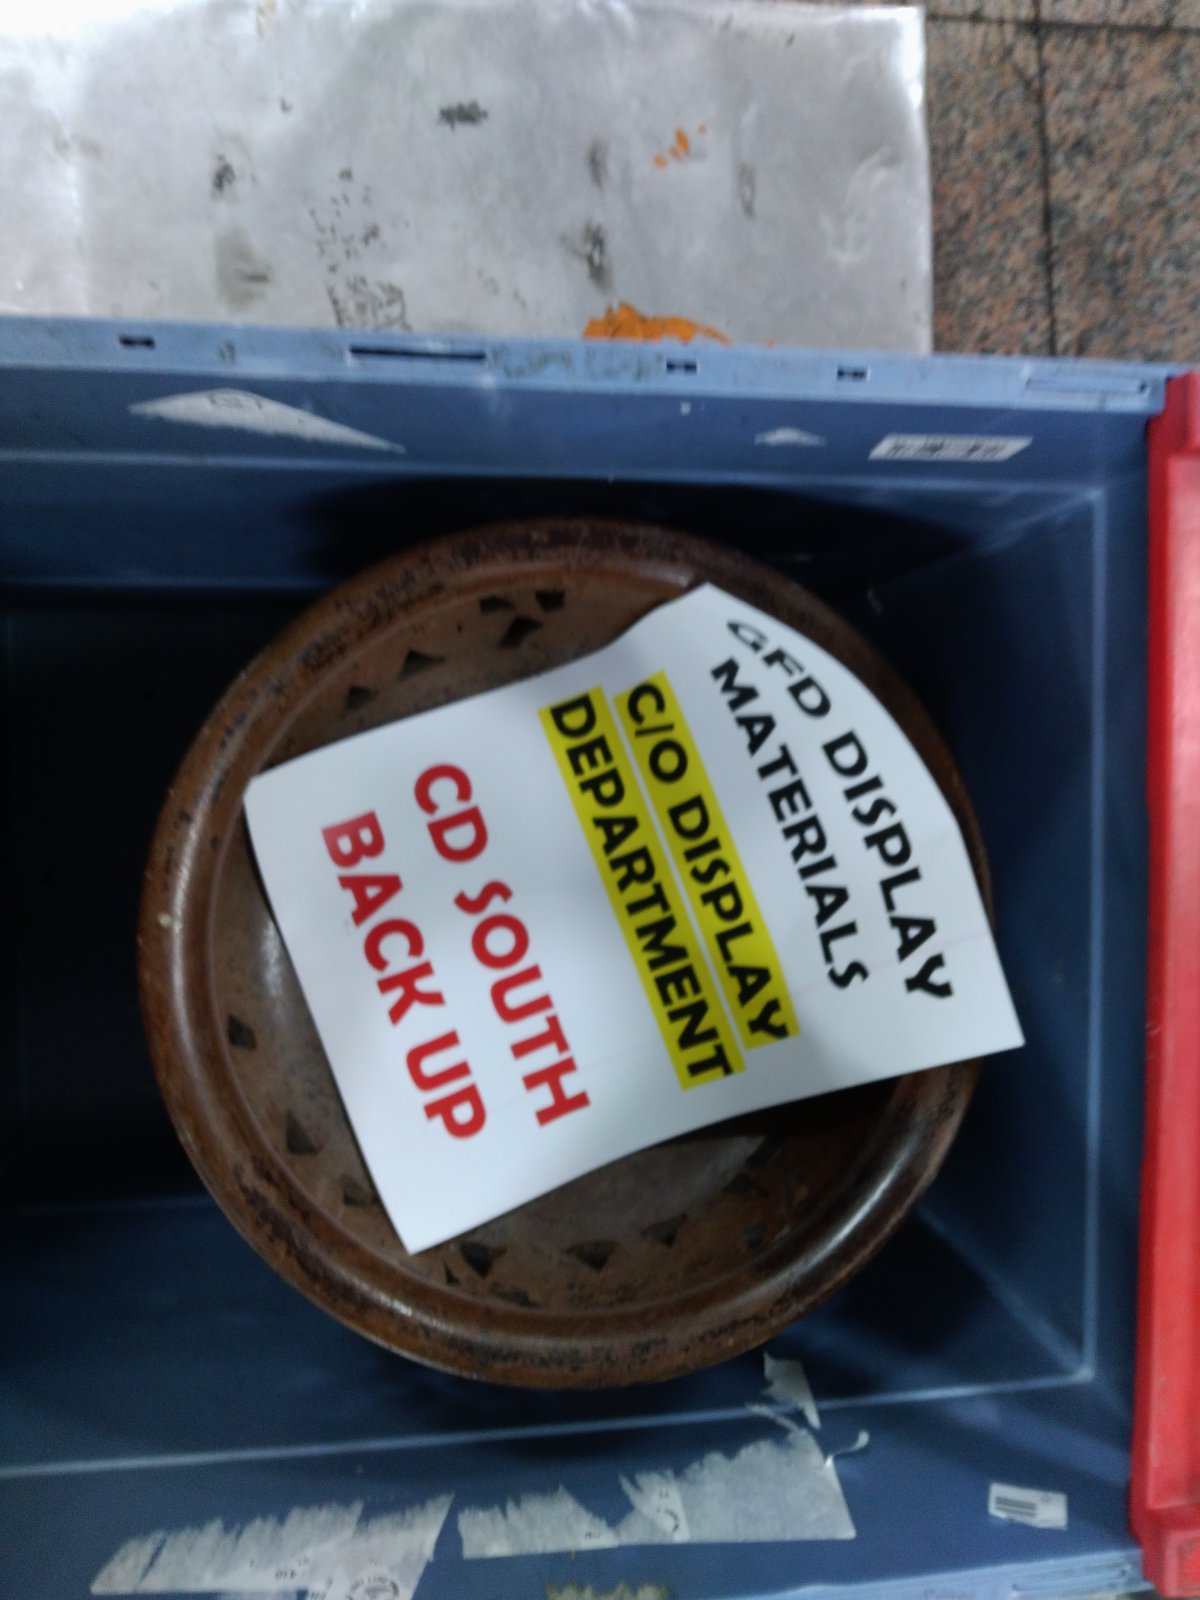 GFD DISPLAY
MATERIALS
C/O DISPLAY
DEPARTMENT
CD SOUTH
BACK UP